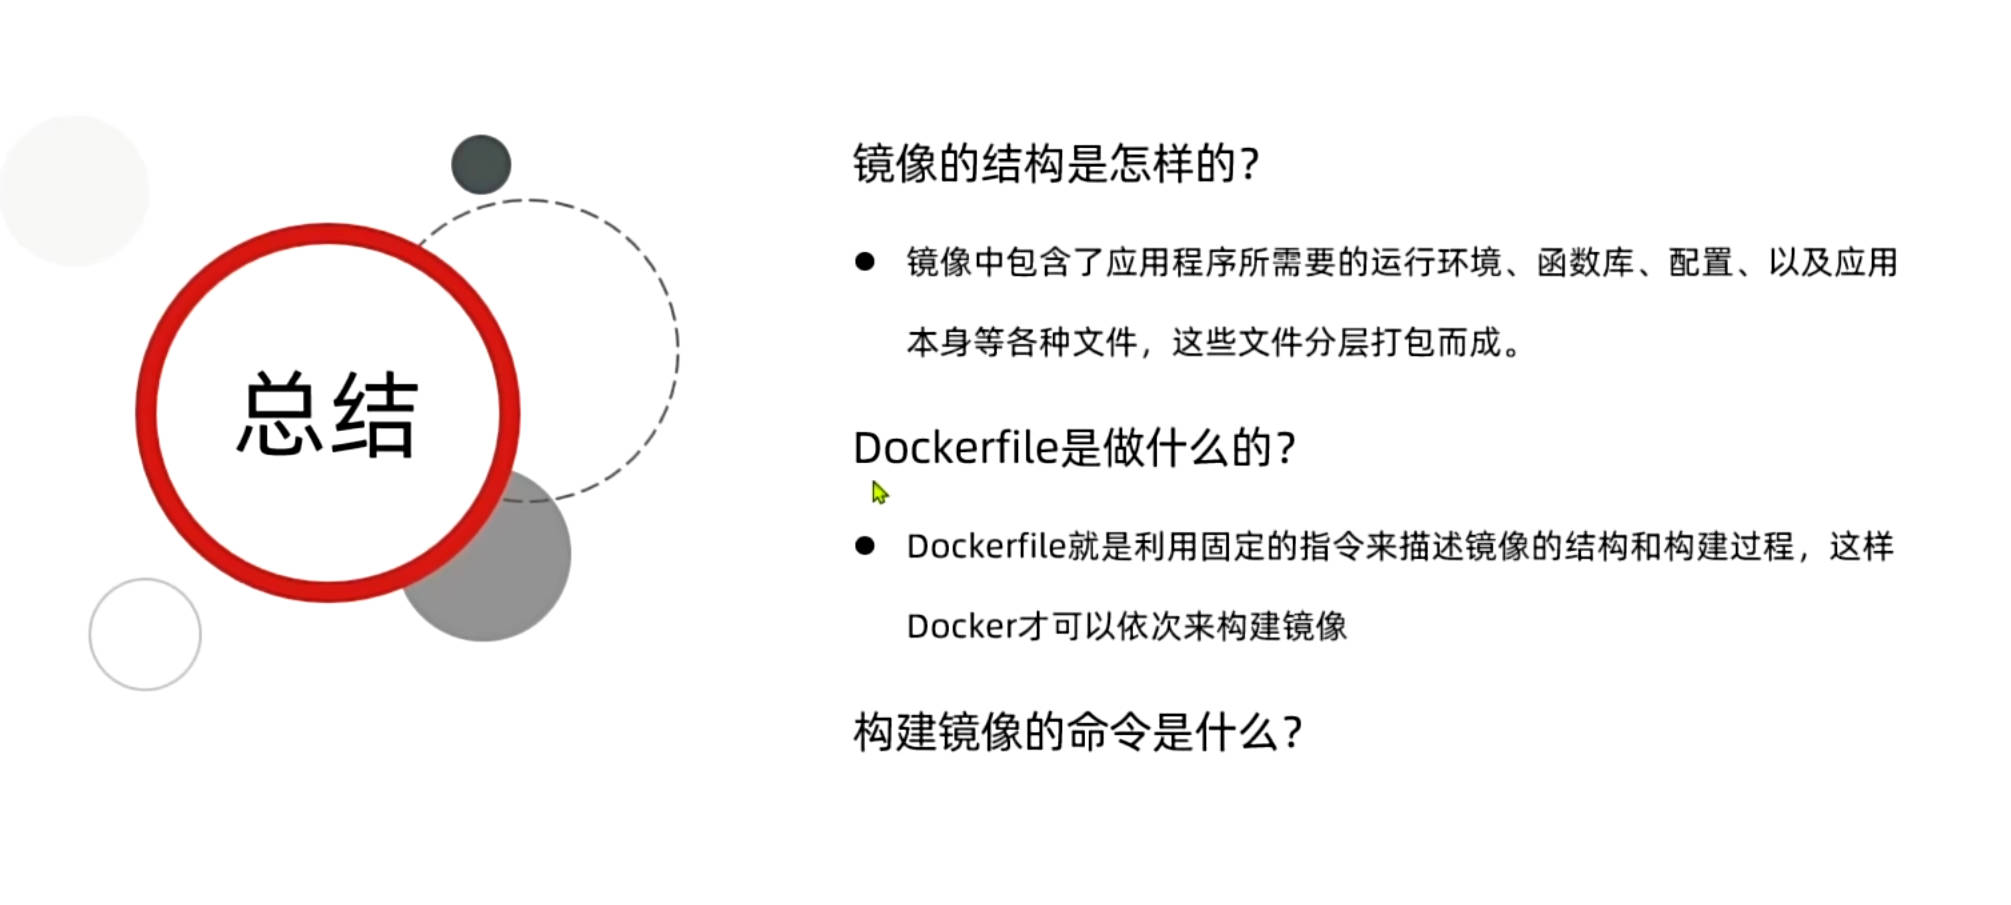 总结
镜像的结构是怎样的？
镜像中包含了应用程序所需要的运行环境、函数库、配置、以及应用
本身等各种文件，这些文件分层打包而成。
Dockerfile是做什么的？
Dockerfile就是利用固定的指令来描述镜像的结构和构建过程，这样
Docker才可以依次来构建镜像
构建镜像的命令是什么？